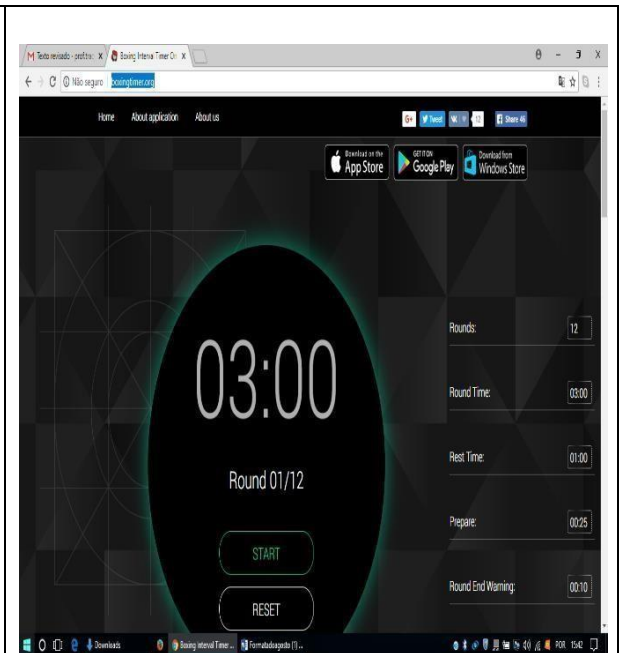 Texto revisado - prof.tro
Boxing Interval Timer On
Não seguro boxingtimer.org
Home About application About us
G+ Tweet 12 Share 46
Download on the App Store
GET IT ON Google Play
Download from Windows Store
03:00
Round 01/12
START
RESET
Rounds: 12
Round Time: 03:00
Rest Time: 01:00
Prepare: 00:25
Round End Warning: 00:10
Downloads
Boxing Interval Timer ...
Formatadoagosto (1) ...
POR 15:42